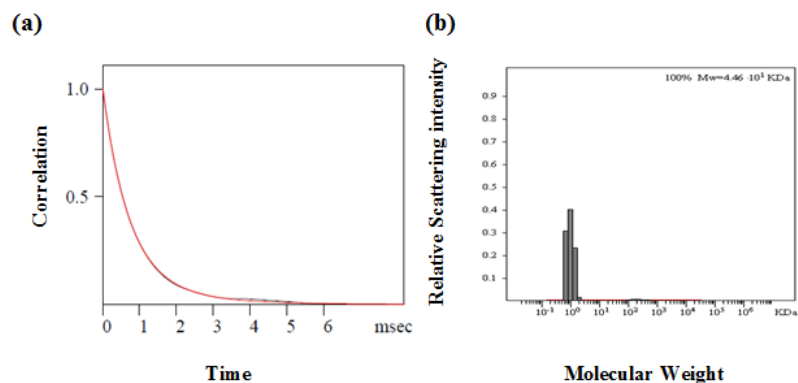 (a)
1.0
0.5
Correlation
0 1 2 3 4 5 6 msec
Time
(b)
100% Mw=4.46 ·10¹ KDa
0.9
0.8
0.7
0.6
0.5
0.4
0.3
0.2
0.1
Relative Scattering intensity
10⁻¹ 10⁰ 10¹ 10² 10³ 10⁴ 10⁵ 10⁶ KDa
Molecular Weight